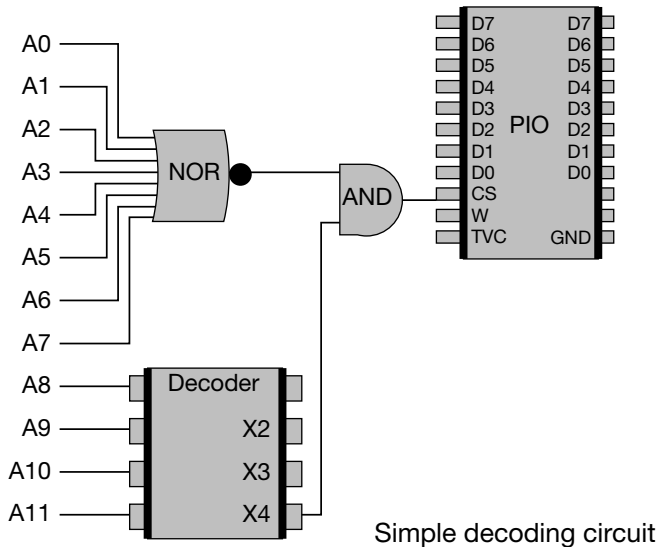 A0
A1
A2
A3
A4
A5
A6
A7
NOR
AND
D7 D7
D6 D6
D5 D5
D4 D4
D3 D3
D2 PIO D2
D1 D1
D0 D0
CS
W
TVC GND
A8 Decoder
A9 X2
A10 X3
A11 X4
Simple decoding circuit